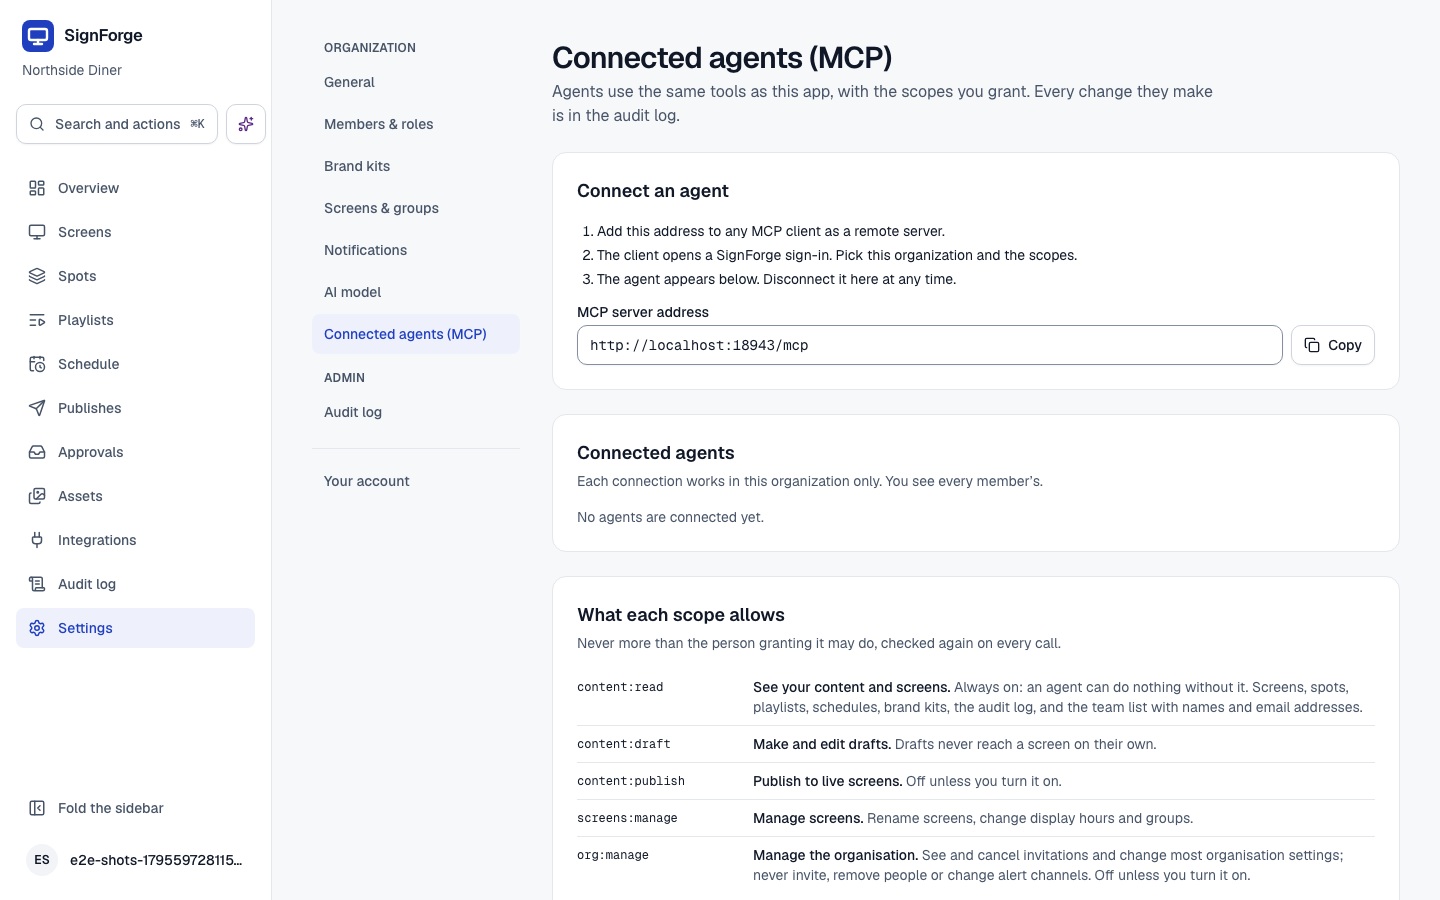 SignForge
Northside Diner
Search and actions ⌘K
Overview
Screens
Spots
Playlists
Schedule
Publishes
Approvals
Assets
Integrations
Audit log
Settings
Fold the sidebar
ES e2e-shots-179559728115...
ORGANIZATION
General
Members & roles
Brand kits
Screens & groups
Notifications
AI model
Connected agents (MCP)
ADMIN
Audit log
Your account
Connected agents (MCP)
Agents use the same tools as this app, with the scopes you grant. Every change they make
is in the audit log.
Connect an agent
1. Add this address to any MCP client as a remote server.
2. The client opens a SignForge sign-in. Pick this organization and the scopes.
3. The agent appears below. Disconnect it here at any time.
MCP server address
http://localhost:18943/mcp Copy
Connected agents
Each connection works in this organization only. You see every member's.
No agents are connected yet.
What each scope allows
Never more than the person granting it may do, checked again on every call.
content:read See your content and screens. Always on: an agent can do nothing without it. Screens, spots,
playlists, schedules, brand kits, the audit log, and the team list with names and email addresses.
content:draft Make and edit drafts. Drafts never reach a screen on their own.
content:publish Publish to live screens. Off unless you turn it on.
screens:manage Manage screens. Rename screens, change display hours and groups.
org:manage Manage the organisation. See and cancel invitations and change most organisation settings;
never invite, remove people or change alert channels. Off unless you turn it on.